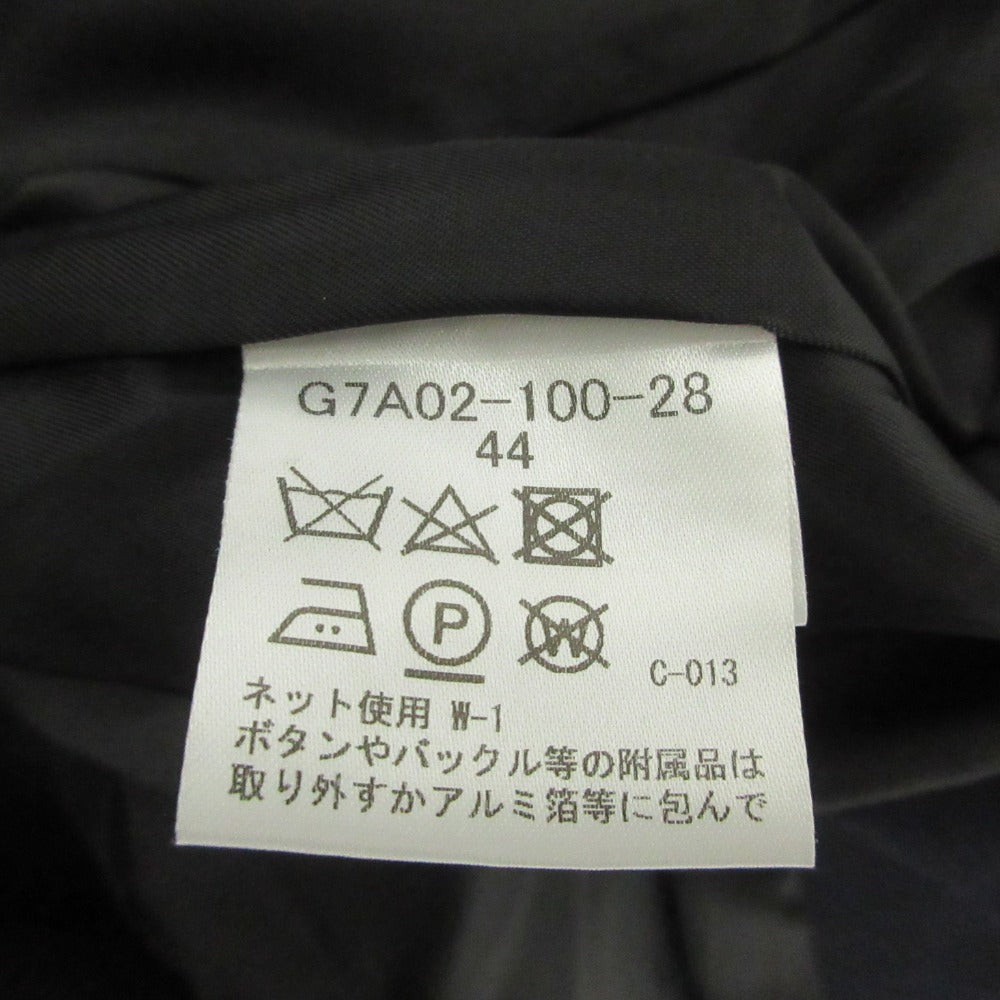 G7A02-100-28
44
P
W
C-013
ネット使用 W-1
ボタンやバックル等の附属品は
取り外すかアルミ箔等に包んで